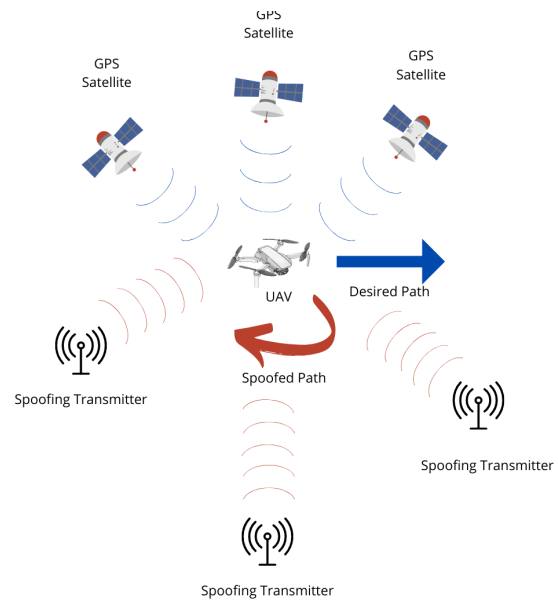 GPS
Satellite
GPS
Satellite
GPS
Satellite
UAV
Desired Path
Spoofed Path
Spoofing Transmitter
Spoofing Transmitter
Spoofing Transmitter